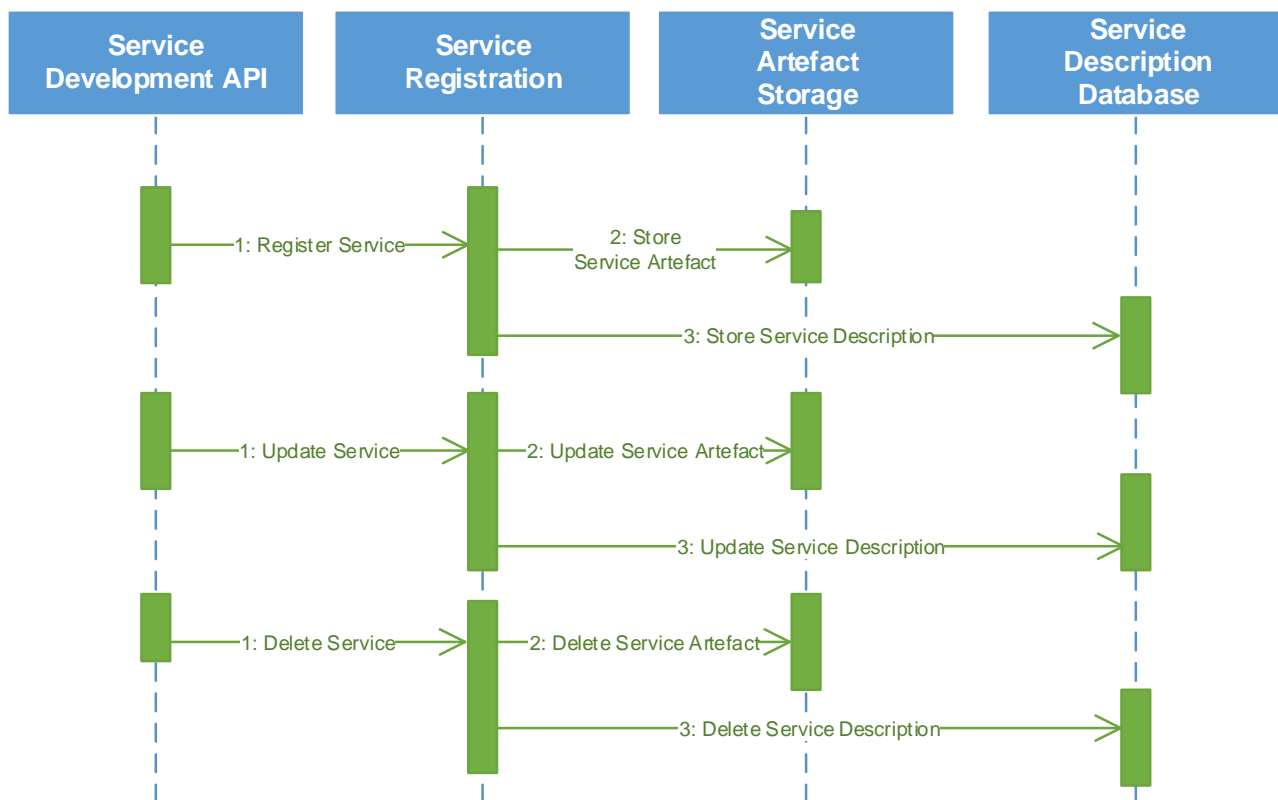 Service
Development API
Service
Registration
Service
Artefact
Storage
Service
Description
Database
1: Register Service
2: Store
Service Artefact
3: Store Service Description
1: Update Service
2: Update Service Artefact
3: Update Service Description
1: Delete Service
2: Delete Service Artefact
3: Delete Service Description